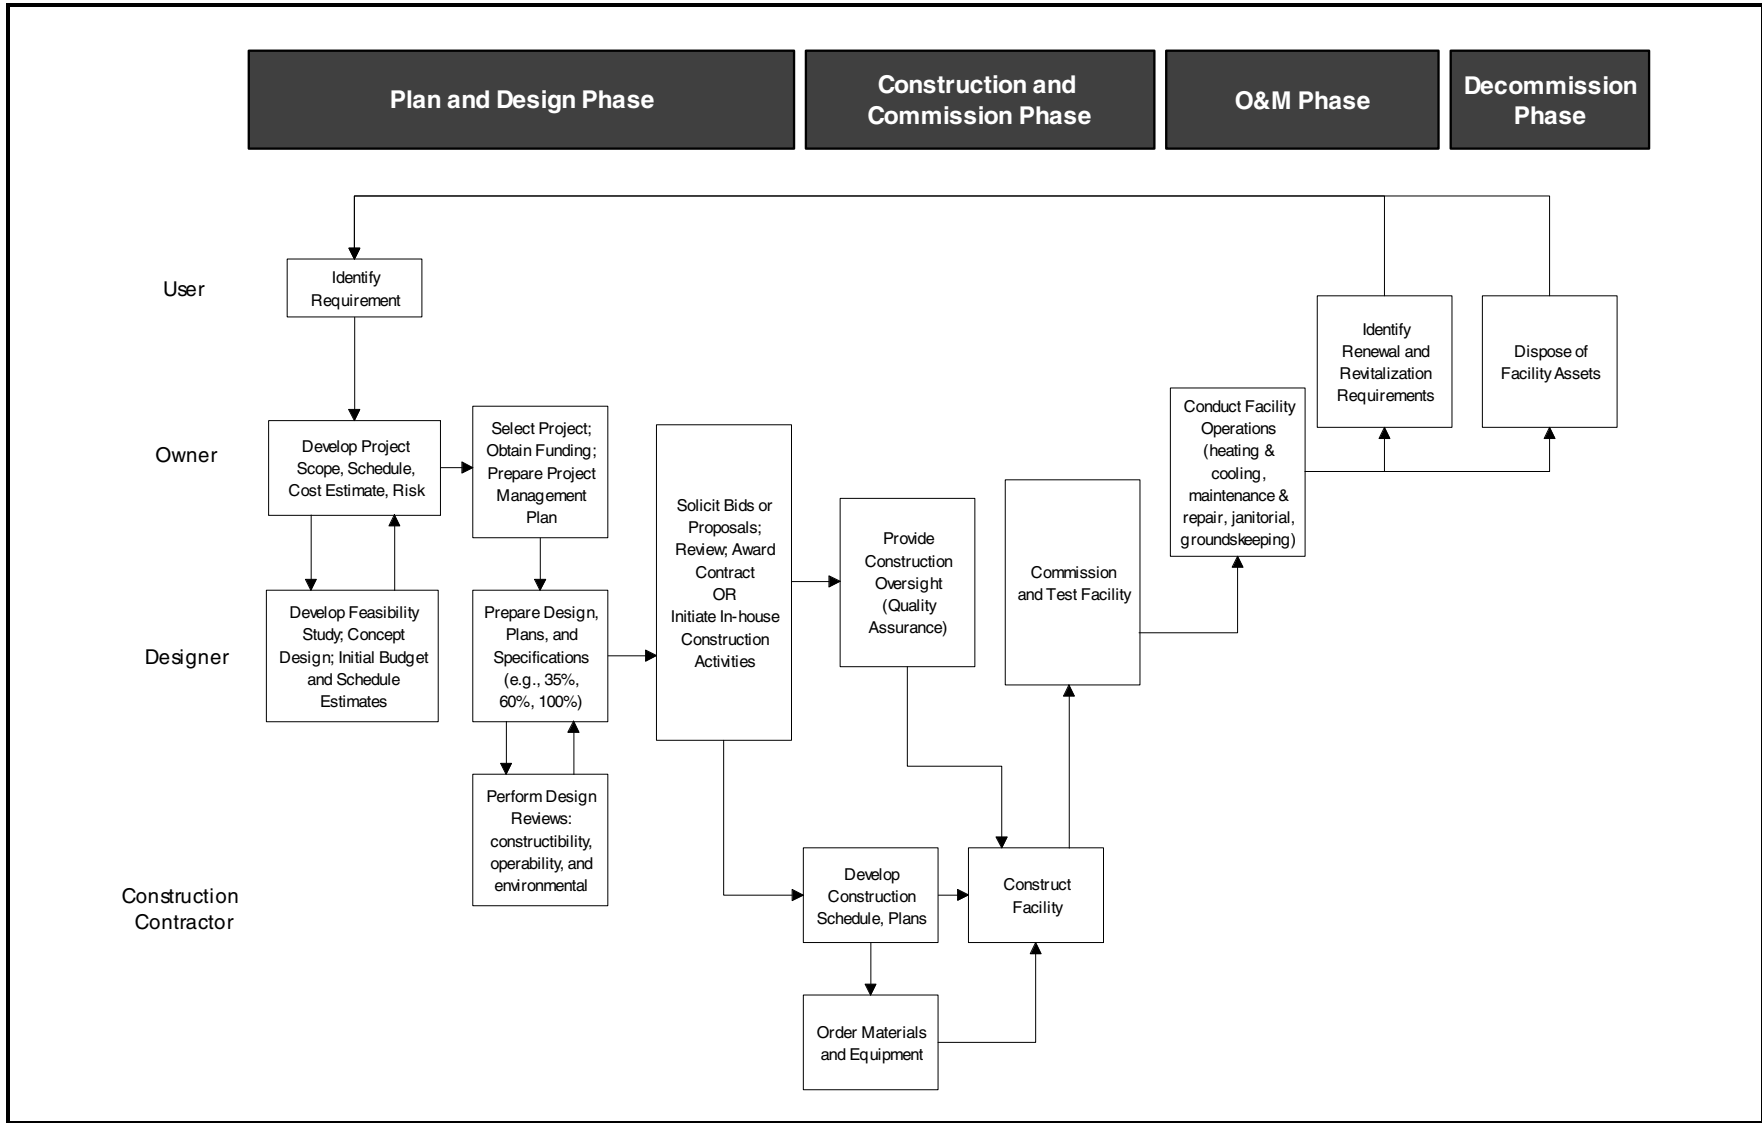 Plan and Design Phase
Construction and
Commission Phase
O&M Phase
Decommission
Phase
User
Identify
Requirement
Identify
Renewal and
Revitalization
Requirements
Dispose of
Facility Assets
Owner
Develop Project
Scope, Schedule,
Cost Estimate, Risk
Select Project;
Obtain Funding;
Prepare Project
Management
Plan
Solicit Bids or
Proposals;
Review; Award
Contract
OR
Initiate In-house
Construction
Activities
Provide
Construction
Oversight
(Quality
Assurance)
Commission
and Test Facility
Conduct Facility
Operations
(heating &
cooling,
maintenance &
repair, janitorial,
groundskeeping)
Designer
Develop Feasibility
Study; Concept
Design; Initial Budget
and Schedule
Estimates
Prepare Design,
Plans, and
Specifications
(e.g., 35%,
60%, 100%)
Perform Design
Reviews:
constructibility,
operability, and
environmental
Construction
Contractor
Develop
Construction
Schedule, Plans
Construct
Facility
Order Materials
and Equipment